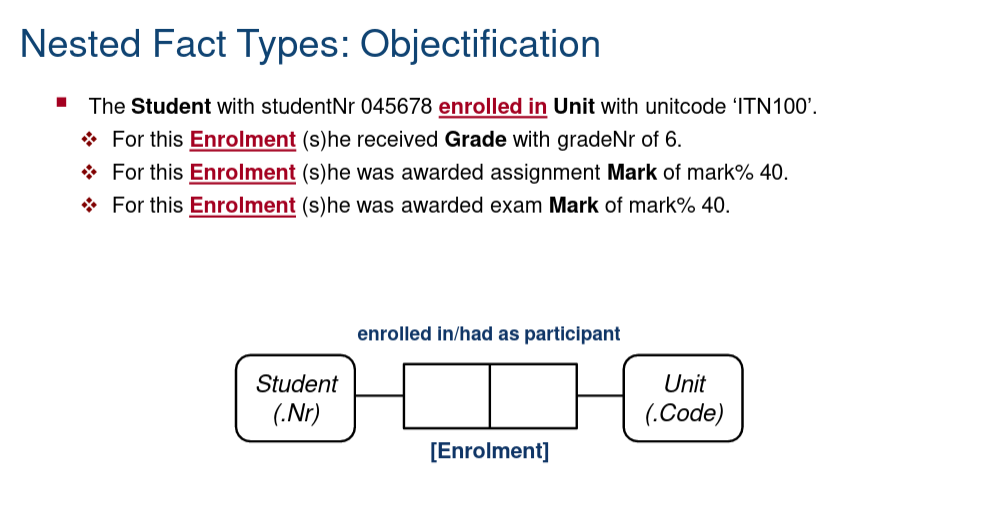 Nested Fact Types: Objectification
The Student with studentNr 045678 enrolled in Unit with unitcode ‘ITN100’.
For this Enrolment (s)he received Grade with gradeNr of 6.
For this Enrolment (s)he was awarded assignment Mark of mark% 40.
For this Enrolment (s)he was awarded exam Mark of mark% 40.
enrolled in/had as participant
Student
(.Nr)
Unit
(.Code)
[Enrolment]